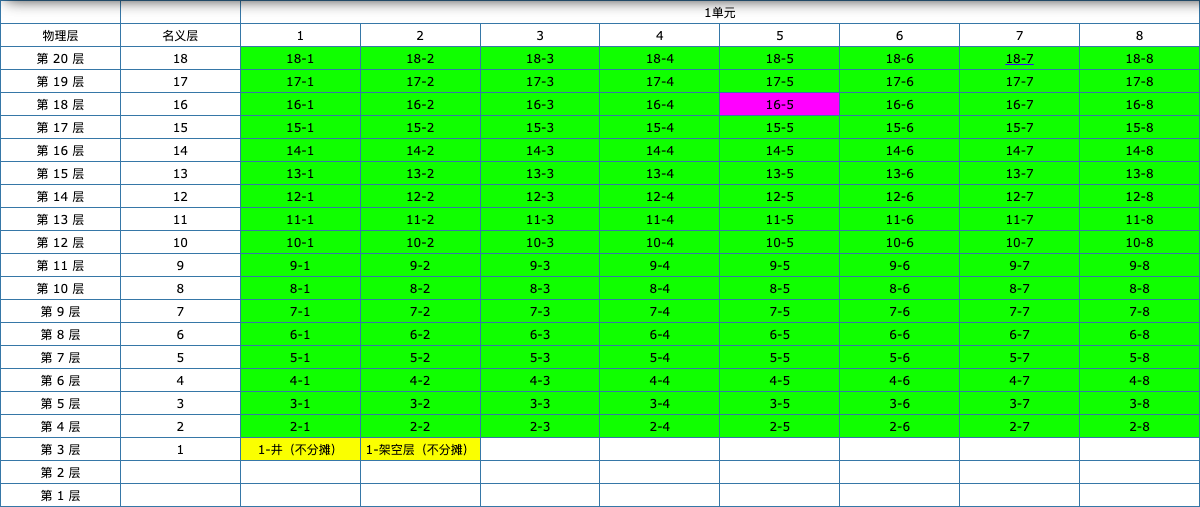 1单元
物理层 名义层 1 2 3 4 5 6 7 8
第 20 层 18 18-1 18-2 18-3 18-4 18-5 18-6 18-7 18-8
第 19 层 17 17-1 17-2 17-3 17-4 17-5 17-6 17-7 17-8
第 18 层 16 16-1 16-2 16-3 16-4 16-5 16-6 16-7 16-8
第 17 层 15 15-1 15-2 15-3 15-4 15-5 15-6 15-7 15-8
第 16 层 14 14-1 14-2 14-3 14-4 14-5 14-6 14-7 14-8
第 15 层 13 13-1 13-2 13-3 13-4 13-5 13-6 13-7 13-8
第 14 层 12 12-1 12-2 12-3 12-4 12-5 12-6 12-7 12-8
第 13 层 11 11-1 11-2 11-3 11-4 11-5 11-6 11-7 11-8
第 12 层 10 10-1 10-2 10-3 10-4 10-5 10-6 10-7 10-8
第 11 层 9 9-1 9-2 9-3 9-4 9-5 9-6 9-7 9-8
第 10 层 8 8-1 8-2 8-3 8-4 8-5 8-6 8-7 8-8
第 9 层 7 7-1 7-2 7-3 7-4 7-5 7-6 7-7 7-8
第 8 层 6 6-1 6-2 6-3 6-4 6-5 6-6 6-7 6-8
第 7 层 5 5-1 5-2 5-3 5-4 5-5 5-6 5-7 5-8
第 6 层 4 4-1 4-2 4-3 4-4 4-5 4-6 4-7 4-8
第 5 层 3 3-1 3-2 3-3 3-4 3-5 3-6 3-7 3-8
第 4 层 2 2-1 2-2 2-3 2-4 2-5 2-6 2-7 2-8
第 3 层 1 1-井（不分摊） 1-架空层（不分摊）
第 2 层
第 1 层